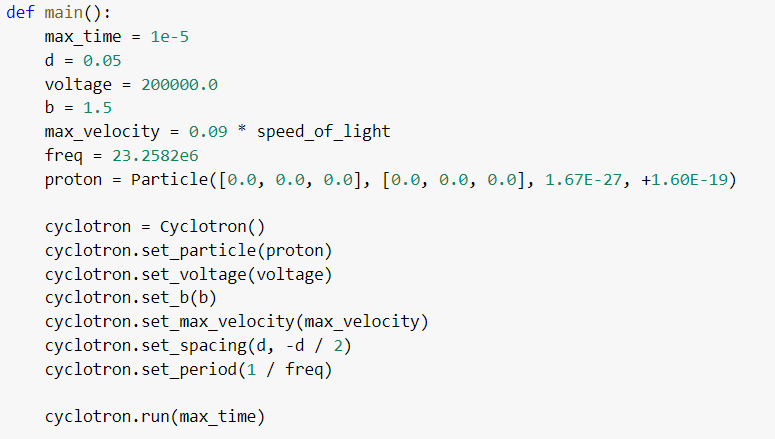 def main():
    max_time = 1e-5
    d = 0.05
    voltage = 200000.0
    b = 1.5
    max_velocity = 0.09 * speed_of_light
    freq = 23.2582e6
    proton = Particle([0.0, 0.0, 0.0], [0.0, 0.0, 0.0], 1.67E-27, +1.60E-19)

    cyclotron = Cyclotron()
    cyclotron.set_particle(proton)
    cyclotron.set_voltage(voltage)
    cyclotron.set_b(b)
    cyclotron.set_max_velocity(max_velocity)
    cyclotron.set_spacing(d, -d / 2)
    cyclotron.set_period(1 / freq)

    cyclotron.run(max_time)